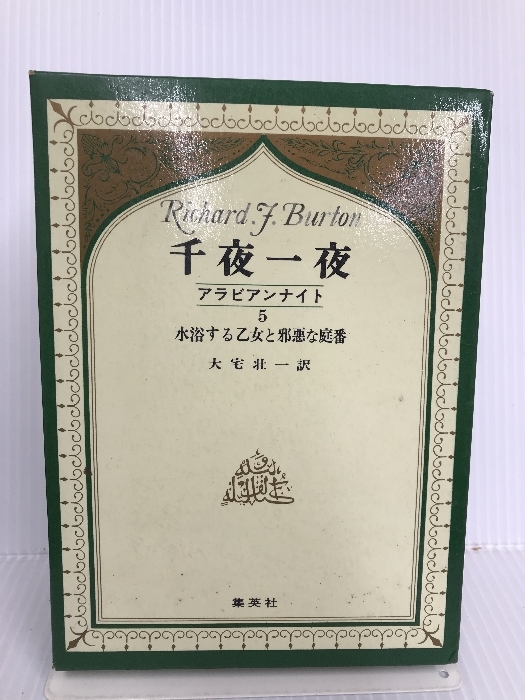 Richard.F.Burton
千夜一夜
アラビアンナイト
5
水浴する乙女と邪悪な庭番
大宅壮一訳
集英社